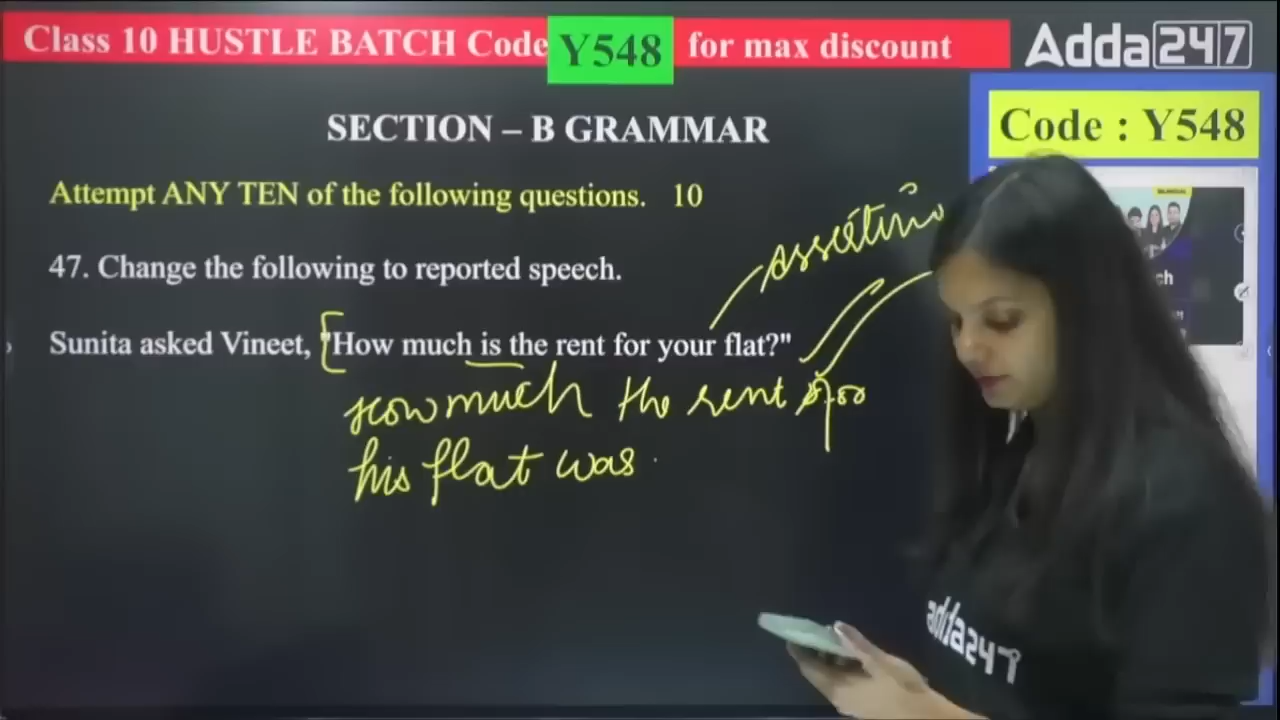 Class 10 HUSTLE BATCH Code Y548 for max discount
Adda247
Code : Y548
SECTION – B GRAMMAR
Attempt ANY TEN of the following questions. 10
47. Change the following to reported speech.
Sunita asked Vineet, "How much is the rent for your flat?"
How much the rent for
his flat was
BILINGUAL
adda247